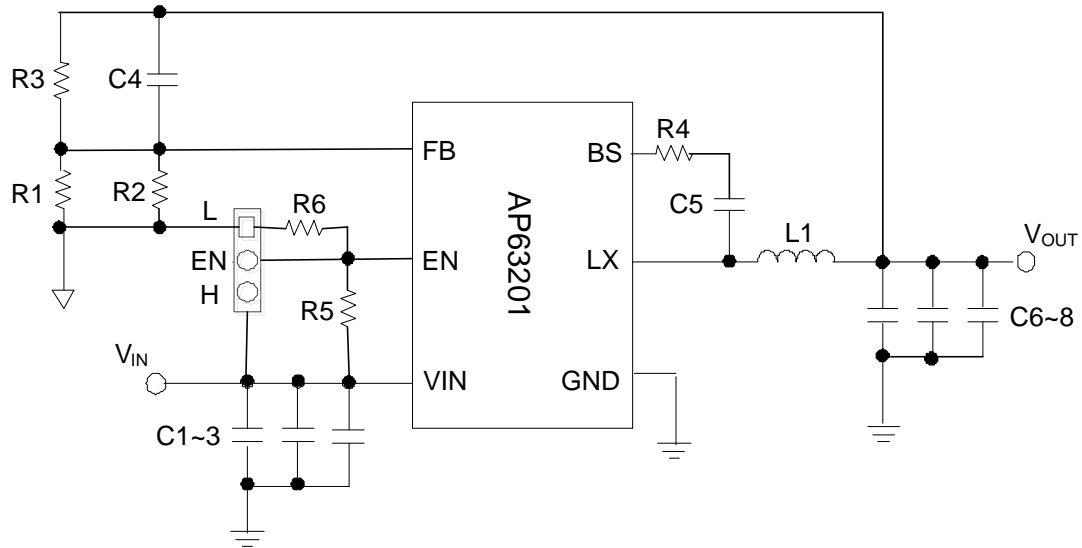 R3
C4
FB
BS
R4
R1
R2
L
R6
C5
AP63201
EN
EN
LX
L1
VOUT
H
R5
C6~8
VIN
VIN
GND
C1~3